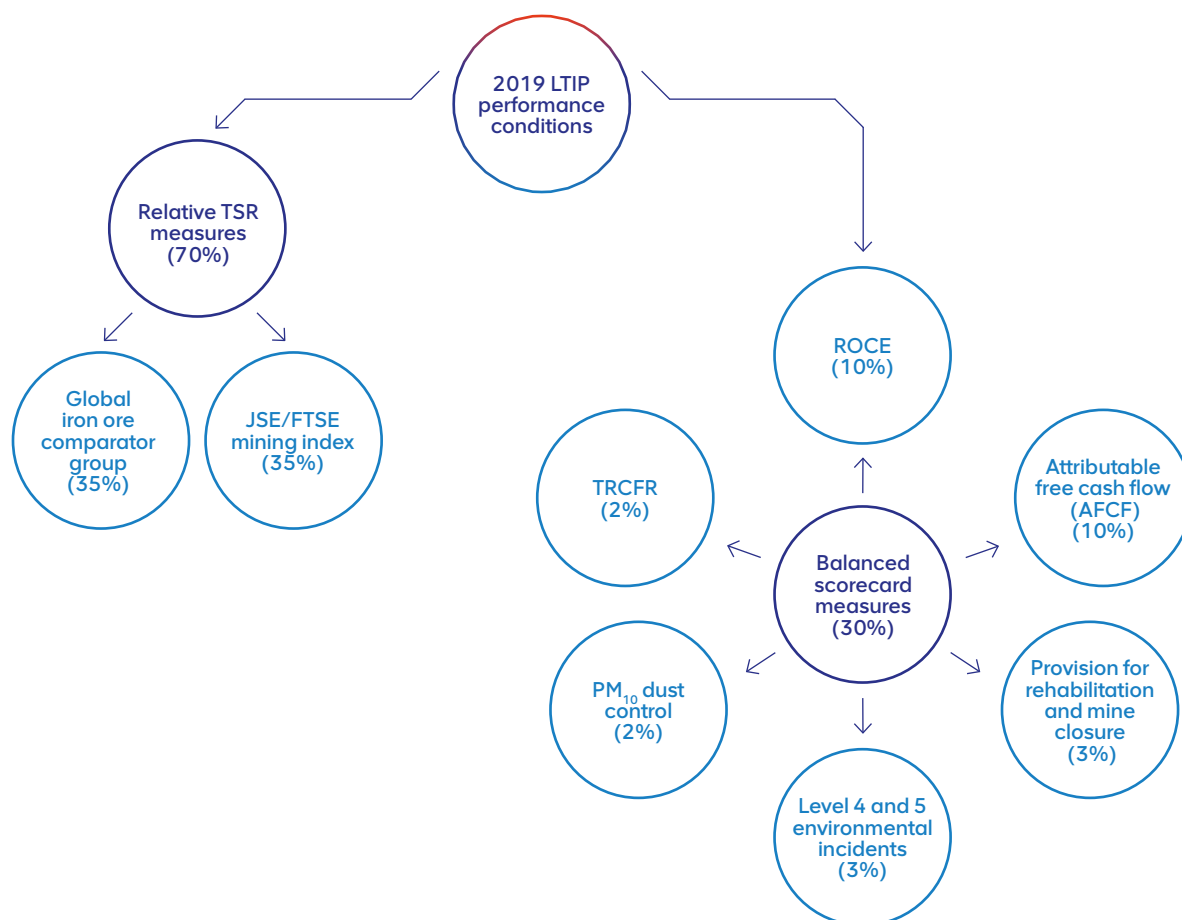 2019 LTIP
performance
conditions
Relative TSR
measures
(70%)
Global
iron ore
comparator
group
(35%)
JSE/FTSE
mining index
(35%)
ROCE
(10%)
TRCFR
(2%)
Attributable
free cash flow
(AFCF)
(10%)
Balanced
scorecard
measures
(30%)
PM₁₀ dust
control
(2%)
Provision for
rehabilitation
and mine
closure
(3%)
Level 4 and 5
environmental
incidents
(3%)